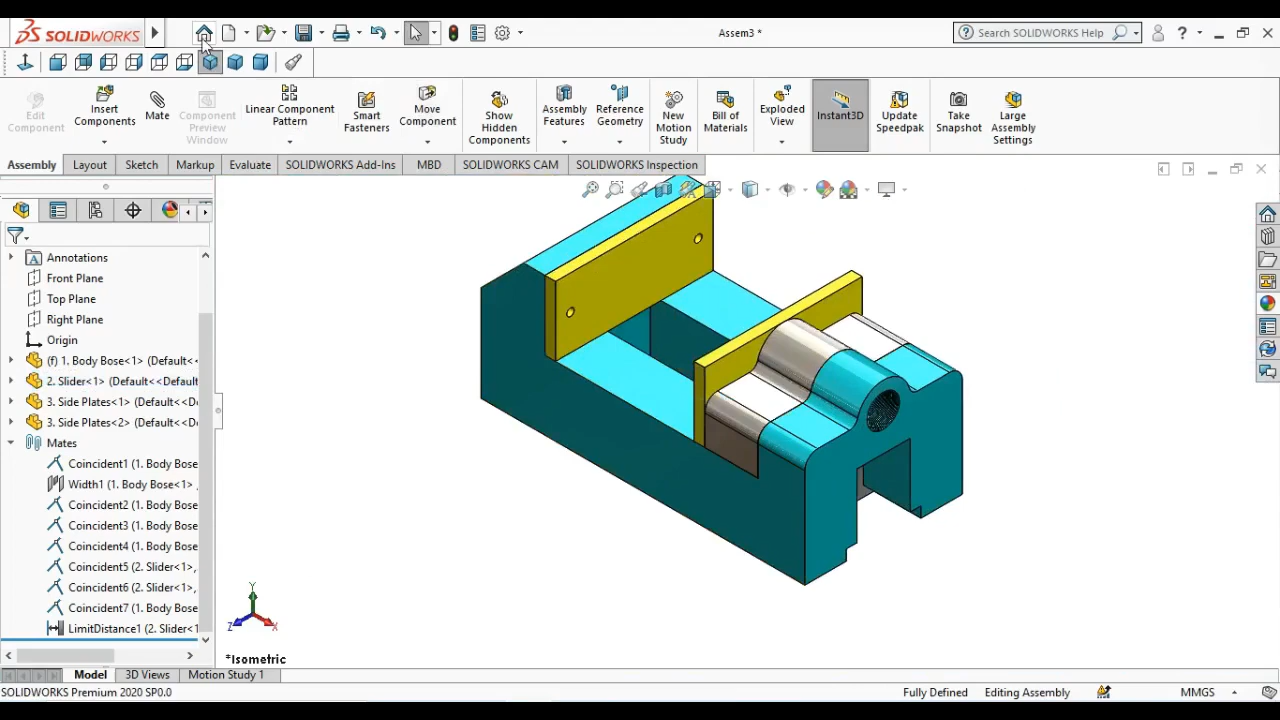 SOLIDWORKS
Assem3 *
Search SOLIDWORKS Help
Edit Component
Insert Components
Mate
Component Preview Window
Linear Component Pattern
Smart Fasteners
Move Component
Show Hidden Components
Assembly Features
Reference Geometry
New Motion Study
Bill of Materials
Exploded View
Instant3D
Update Speedpak
Take Snapshot
Large Assembly Settings
Assembly
Layout
Sketch
Markup
Evaluate
SOLIDWORKS Add-Ins
MBD
SOLIDWORKS CAM
SOLIDWORKS Inspection
Annotations
Front Plane
Top Plane
Right Plane
Origin
(f) 1. Body Bose<1> (Default<<
2. Slider<1> (Default<<Default
3. Side Plates<1> (Default<<D
3. Side Plates<2> (Default<<D
Mates
Coincident1 (1. Body Bose
Width1 (1. Body Bose<1>
Coincident2 (1. Body Bose
Coincident3 (1. Body Bose
Coincident4 (1. Body Bose
Coincident5 (2. Slider<1>,
Coincident6 (2. Slider<1>,
Coincident7 (1. Body Bose
LimitDistance1 (2. Slider<1
Y
Z
X
*Isometric
Model
3D Views
Motion Study 1
SOLIDWORKS Premium 2020 SP0.0
Fully Defined
Editing Assembly
MMGS